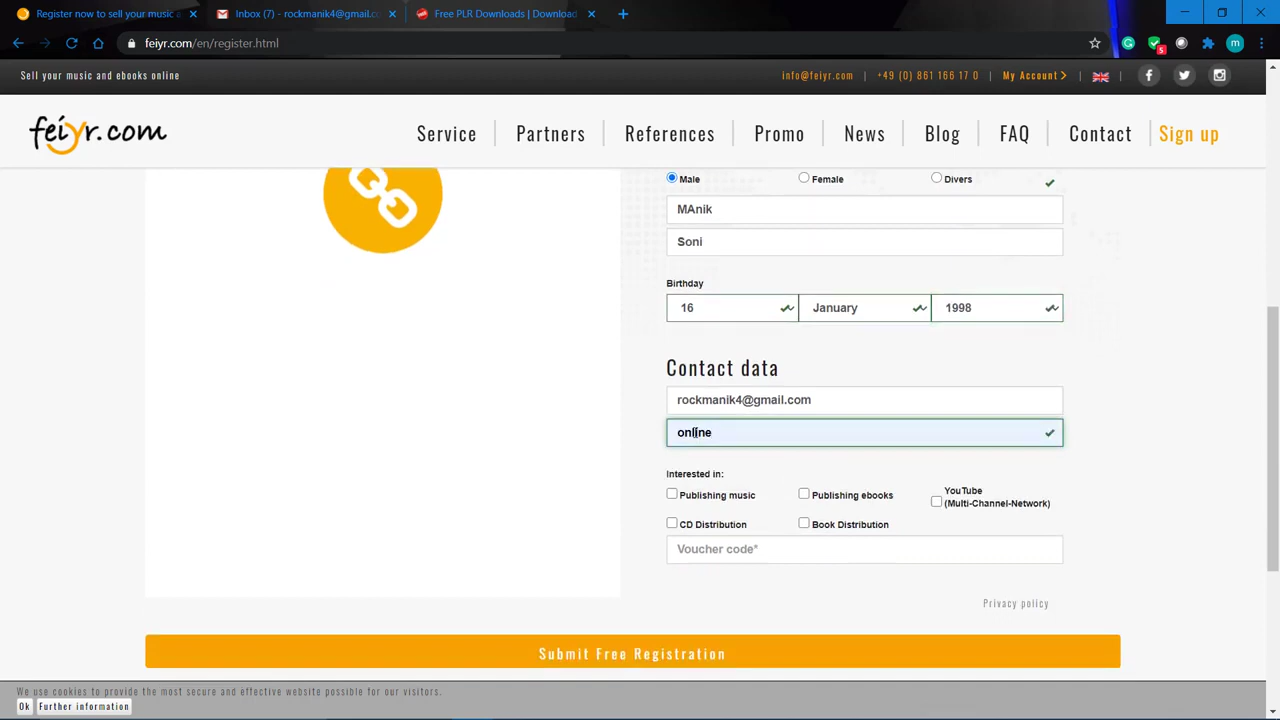 Register now to sell your music a
Inbox (7) - rockmanik4@gmail.co
Free PLR Downloads | Download
feiyr.com/en/register.html
m
5
Sell your music and ebooks online
info@feiyr.com
+49 (0) 861 166 17 0
My Account
feiyr.com
Service
Partners
References
Promo
News
Blog
FAQ
Contact
Sign up
Male
Female
Divers
MAnik
Soni
Birthday
16
January
1998
Contact data
rockmanik4@gmail.com
online
Interested in:
Publishing music
Publishing ebooks
YouTube
(Multi-Channel-Network)
CD Distribution
Book Distribution
Voucher code*
Privacy policy
Submit Free Registration
We use cookies to provide the most secure and effective website possible for our visitors.
Ok
Further information